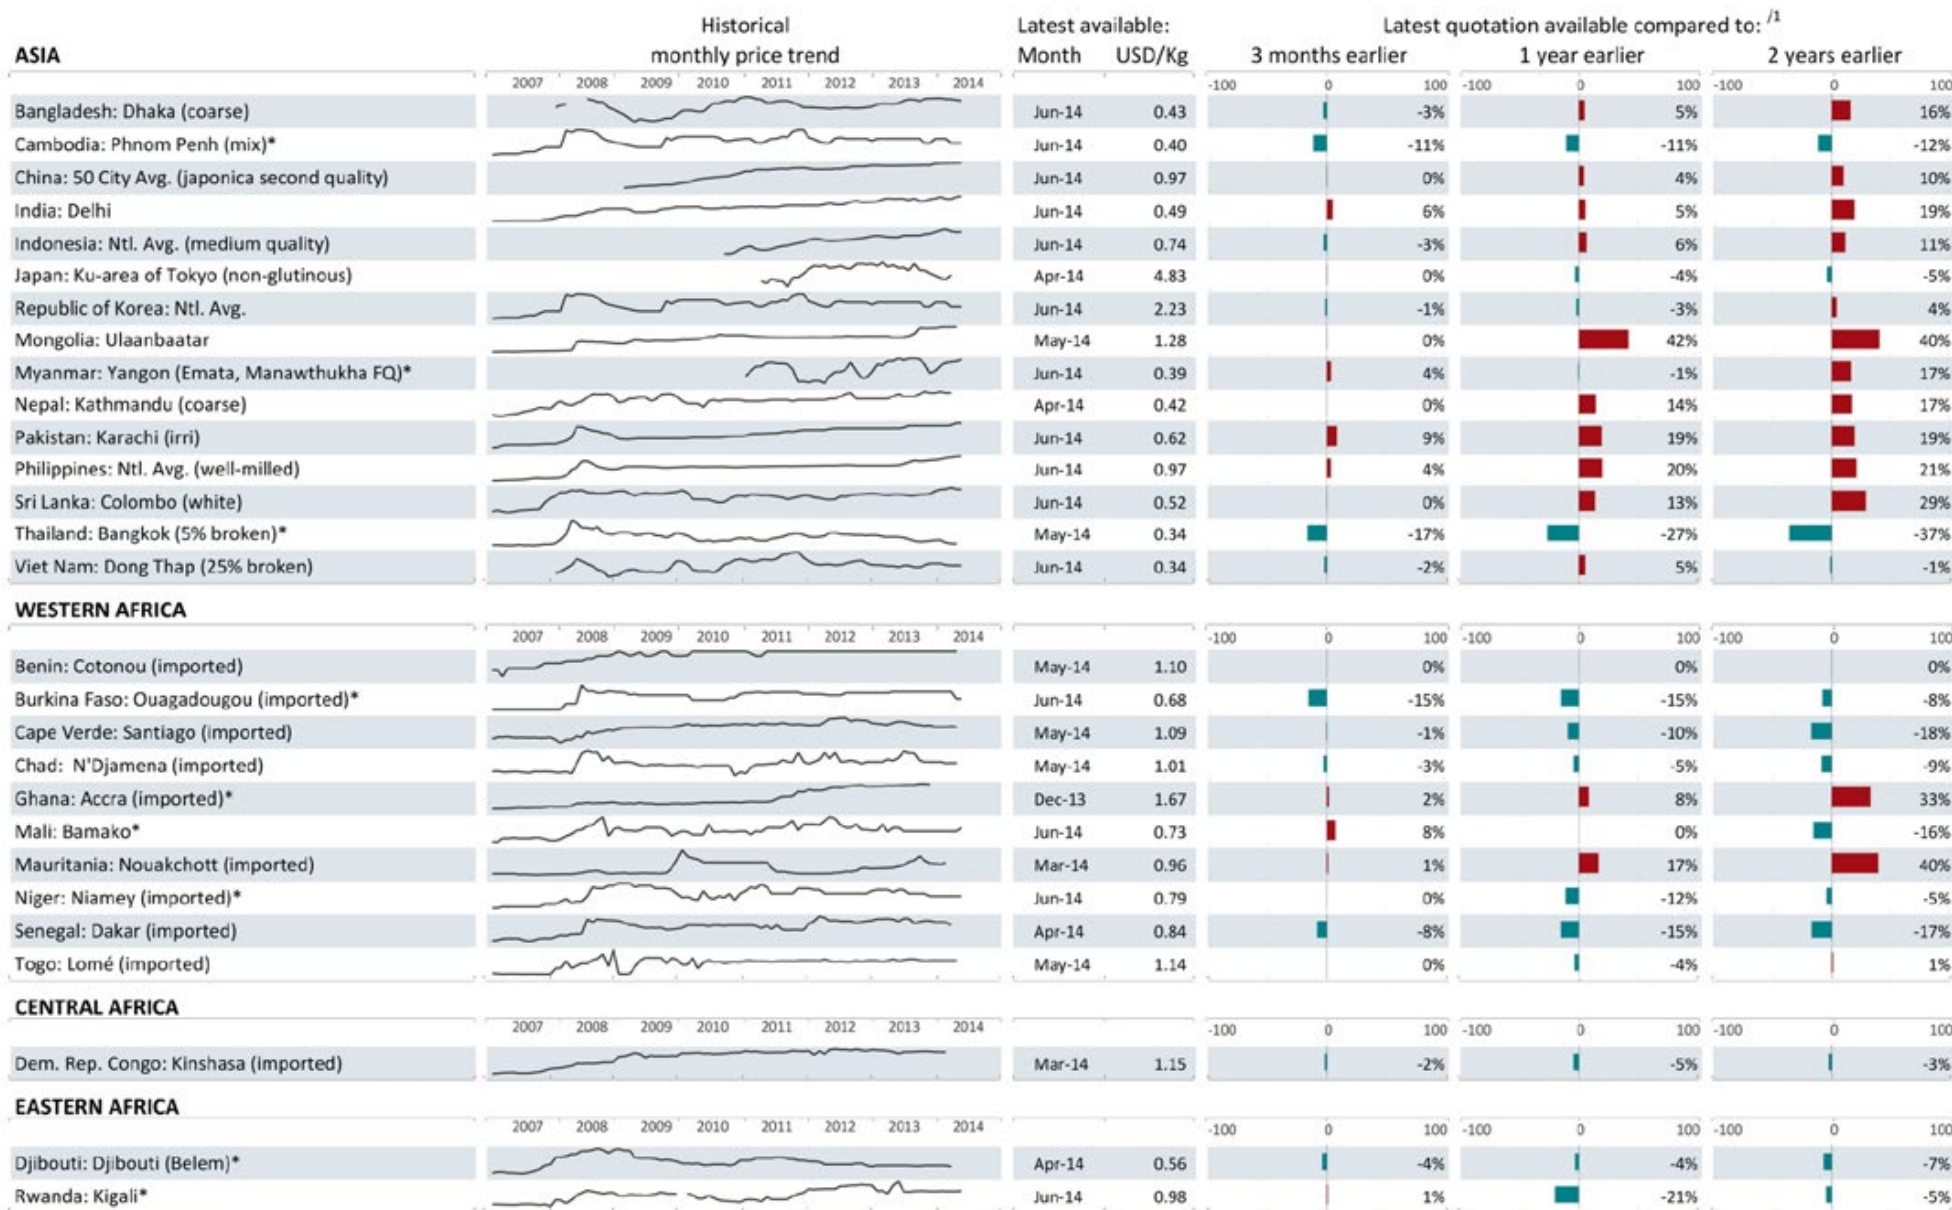 Historical Latest available: Latest quotation available compared to: /1
ASIA monthly price trend Month USD/Kg 3 months earlier 1 year earlier 2 years earlier
2007 2008 2009 2010 2011 2012 2013 2014 -100 0 100 -100 0 100 -100 0 100
Bangladesh: Dhaka (coarse) Jun-14 0.43 -3% 5% 16%
Cambodia: Phnom Penh (mix)* Jun-14 0.40 -11% -11% -12%
China: 50 City Avg. (japonica second quality) Jun-14 0.97 0% 4% 10%
India: Delhi Jun-14 0.49 6% 5% 19%
Indonesia: Ntl. Avg. (medium quality) Jun-14 0.74 -3% 6% 11%
Japan: Ku-area of Tokyo (non-glutinous) Apr-14 4.83 0% -4% -5%
Republic of Korea: Ntl. Avg. Jun-14 2.23 -1% -3% 4%
Mongolia: Ulaanbaatar May-14 1.28 0% 42% 40%
Myanmar: Yangon (Emata, Manawthukha FQ)* Jun-14 0.39 4% -1% 17%
Nepal: Kathmandu (coarse) Apr-14 0.42 0% 14% 17%
Pakistan: Karachi (irri) Jun-14 0.62 9% 19% 19%
Philippines: Ntl. Avg. (well-milled) Jun-14 0.97 4% 20% 21%
Sri Lanka: Colombo (white) Jun-14 0.52 0% 13% 29%
Thailand: Bangkok (5% broken)* May-14 0.34 -17% -27% -37%
Viet Nam: Dong Thap (25% broken) Jun-14 0.34 -2% 5% -1%
WESTERN AFRICA
2007 2008 2009 2010 2011 2012 2013 2014 -100 0 100 -100 0 100 -100 0 100
Benin: Cotonou (imported) May-14 1.10 0% 0% 0%
Burkina Faso: Ouagadougou (imported)* Jun-14 0.68 -15% -15% -8%
Cape Verde: Santiago (imported) May-14 1.09 -1% -10% -18%
Chad: N'Djamena (imported) May-14 1.01 -3% -5% -9%
Ghana: Accra (imported)* Dec-13 1.67 2% 8% 33%
Mali: Bamako* Jun-14 0.73 8% 0% -16%
Mauritania: Nouakchott (imported) Mar-14 0.96 1% 17% 40%
Niger: Niamey (imported)* Jun-14 0.79 0% -12% -5%
Senegal: Dakar (imported) Apr-14 0.84 -8% -15% -17%
Togo: Lomé (imported) May-14 1.14 0% -4% 1%
CENTRAL AFRICA
2007 2008 2009 2010 2011 2012 2013 2014 -100 0 100 -100 0 100 -100 0 100
Dem. Rep. Congo: Kinshasa (imported) Mar-14 1.15 -2% -5% -3%
EASTERN AFRICA
2007 2008 2009 2010 2011 2012 2013 2014 -100 0 100 -100 0 100 -100 0 100
Djibouti: Djibouti (Belem)* Apr-14 0.56 -4% -4% -7%
Rwanda: Kigali* Jun-14 0.98 1% -21% -5%